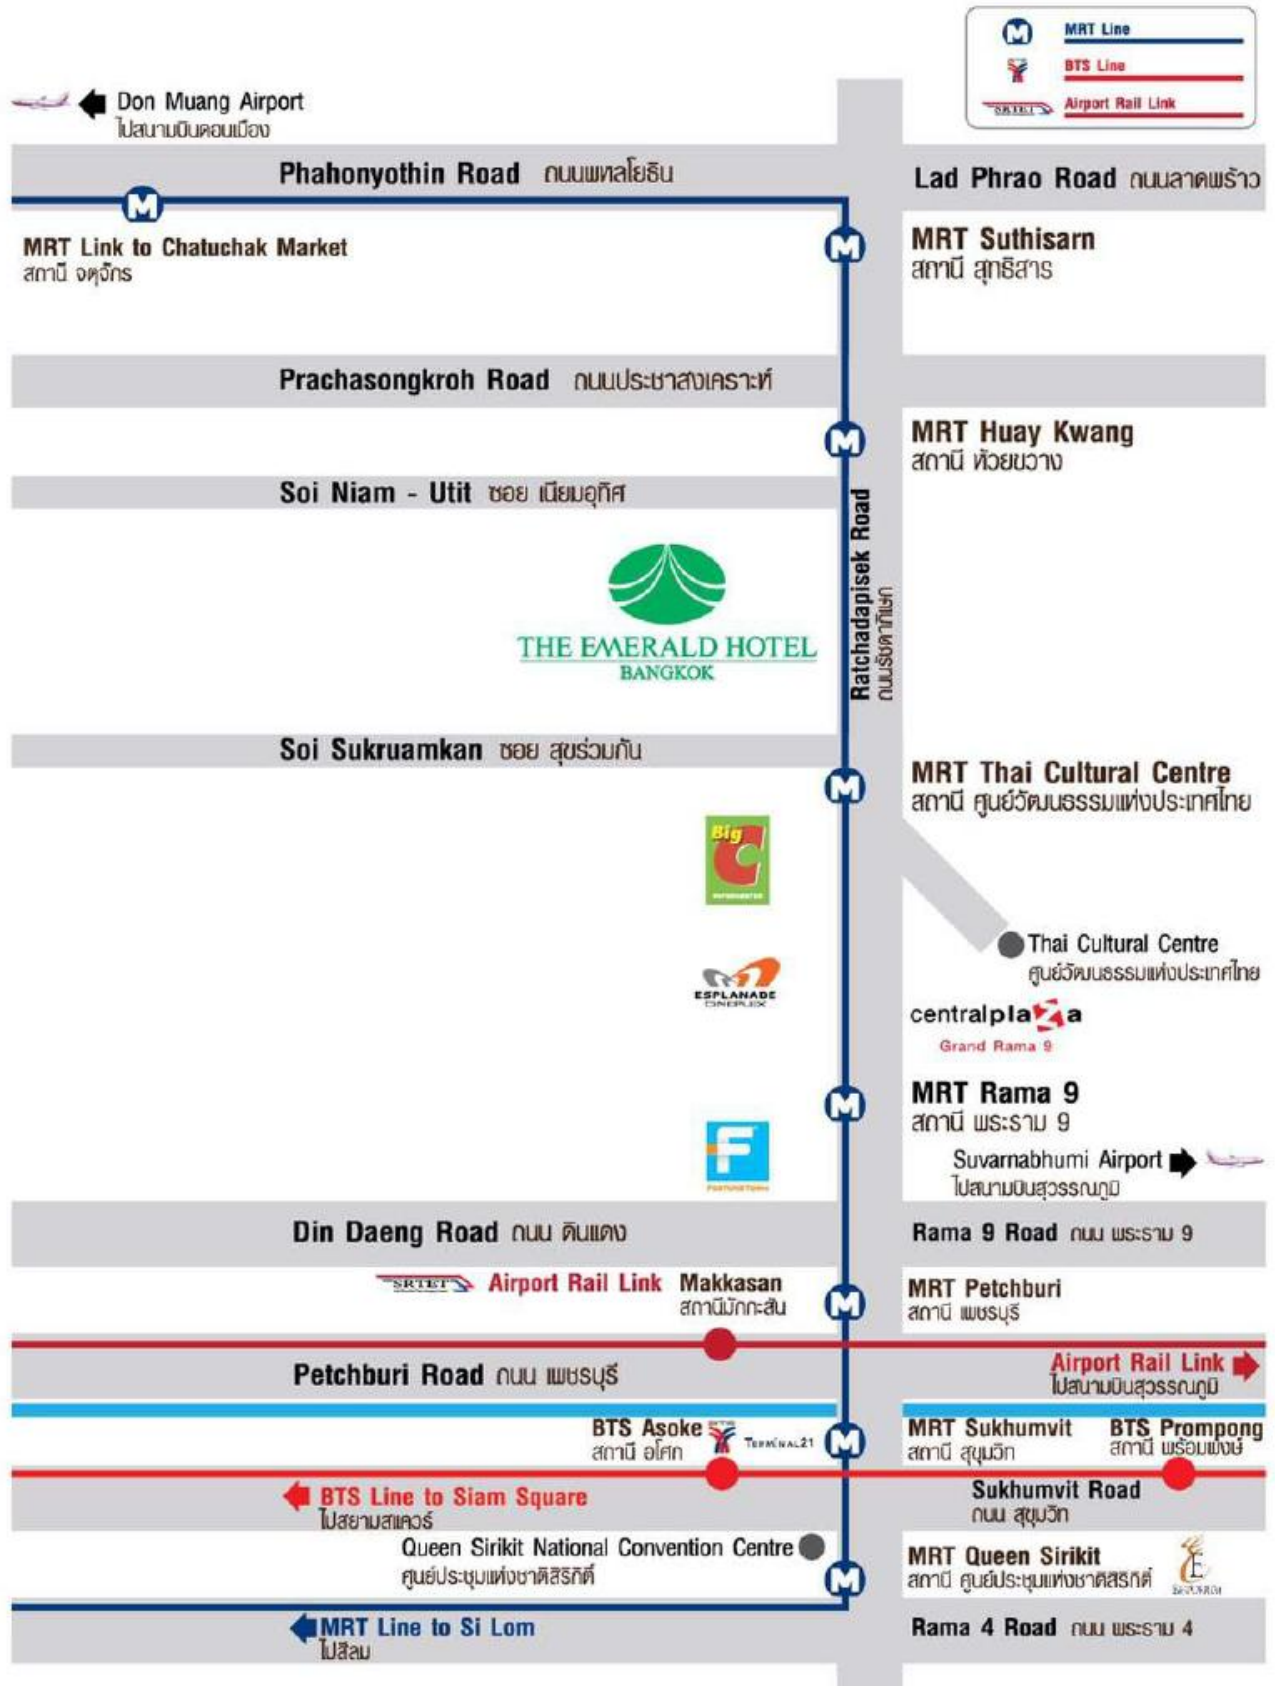 MRT Line
BTS Line
SRTET Airport Rail Link
Don Muang Airport
ไปสนามบินดอนเมือง
Phahonyothin Road ถนนพหลโยธิน
Lad Phrao Road ถนนลาดพร้าว
M
MRT Link to Chatuchak Market
สถานี จตุจักร
M
MRT Suthisarn
สถานี สุทธิสาร
Prachasongkroh Road ถนนประชาสงเคราะห์
M
MRT Huay Kwang
สถานี ห้วยขวาง
Soi Niam - Utit ซอย เนียมอุทิศ
Ratchadapisek Road
ถนนรัชดาภิเษก
THE EMERALD HOTEL
BANGKOK
Soi Sukruamkan ซอย สุขร่วมกัน
M
MRT Thai Cultural Centre
สถานี ศูนย์วัฒนธรรมแห่งประเทศไทย
Big C
Thai Cultural Centre
ศูนย์วัฒนธรรมแห่งประเทศไทย
ESPLANADE
CINEPLEX
centralplaza
Grand Rama 9
M
MRT Rama 9
สถานี พระราม 9
F
FORTUNE TOWN
Suvarnabhumi Airport
ไปสนามบินสุวรรณภูมิ
Din Daeng Road ถนน ดินแดง
Rama 9 Road ถนน พระราม 9
SRTET Airport Rail Link Makkasan
สถานีมักกะสัน
M
MRT Petchburi
สถานี เพชรบุรี
Petchburi Road ถนน เพชรบุรี
Airport Rail Link
ไปสนามบินสุวรรณภูมิ
BTS Asoke
สถานี อโศก
TERMINAL21
M
MRT Sukhumvit
สถานี สุขุมวิท
BTS Prompong
สถานี พร้อมพงษ์
BTS Line to Siam Square
ไปสยามสแควร์
Sukhumvit Road
ถนน สุขุมวิท
Queen Sirikit National Convention Centre
ศูนย์ประชุมแห่งชาติสิริกิติ์
M
MRT Queen Sirikit
สถานี ศูนย์ประชุมแห่งชาติสิริกิติ์
E
MRT Line to Si Lom
ไปสีลม
Rama 4 Road ถนน พระราม 4